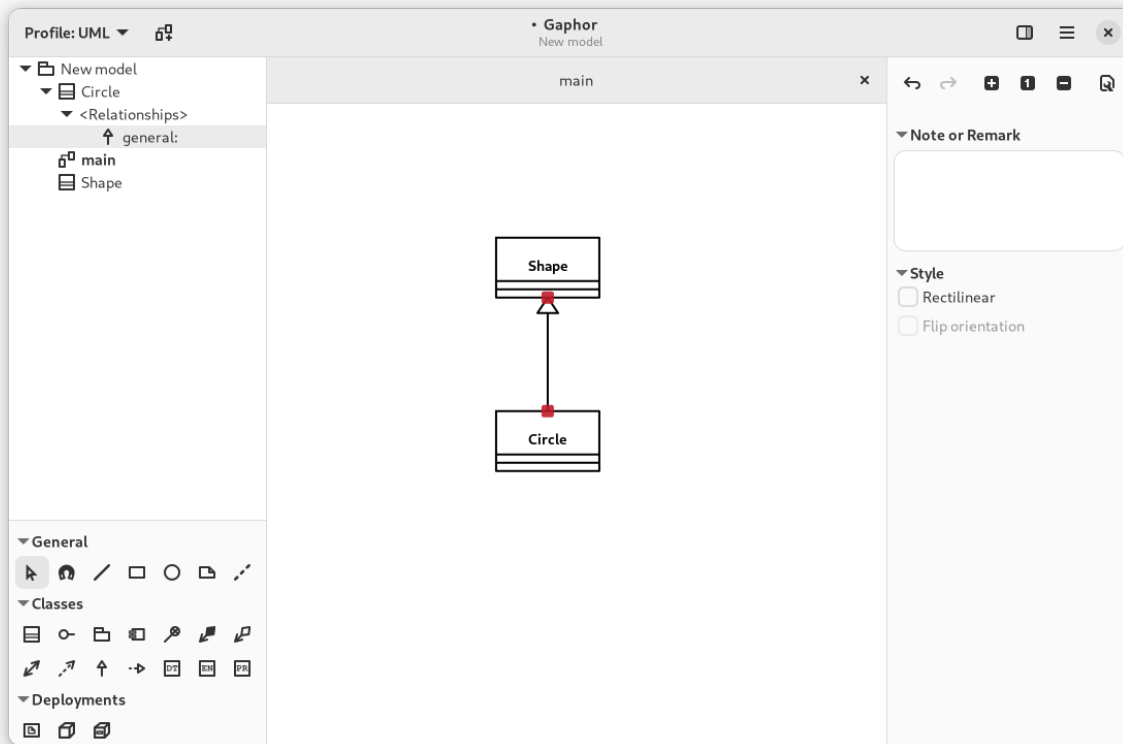 Profile: UML
• Gaphor
New model
New model
Circle
<Relationships>
general:
main
Shape
General
Classes
DT
EN
PR
Deployments
main
Shape
Circle
1
Note or Remark
Style
Rectilinear
Flip orientation